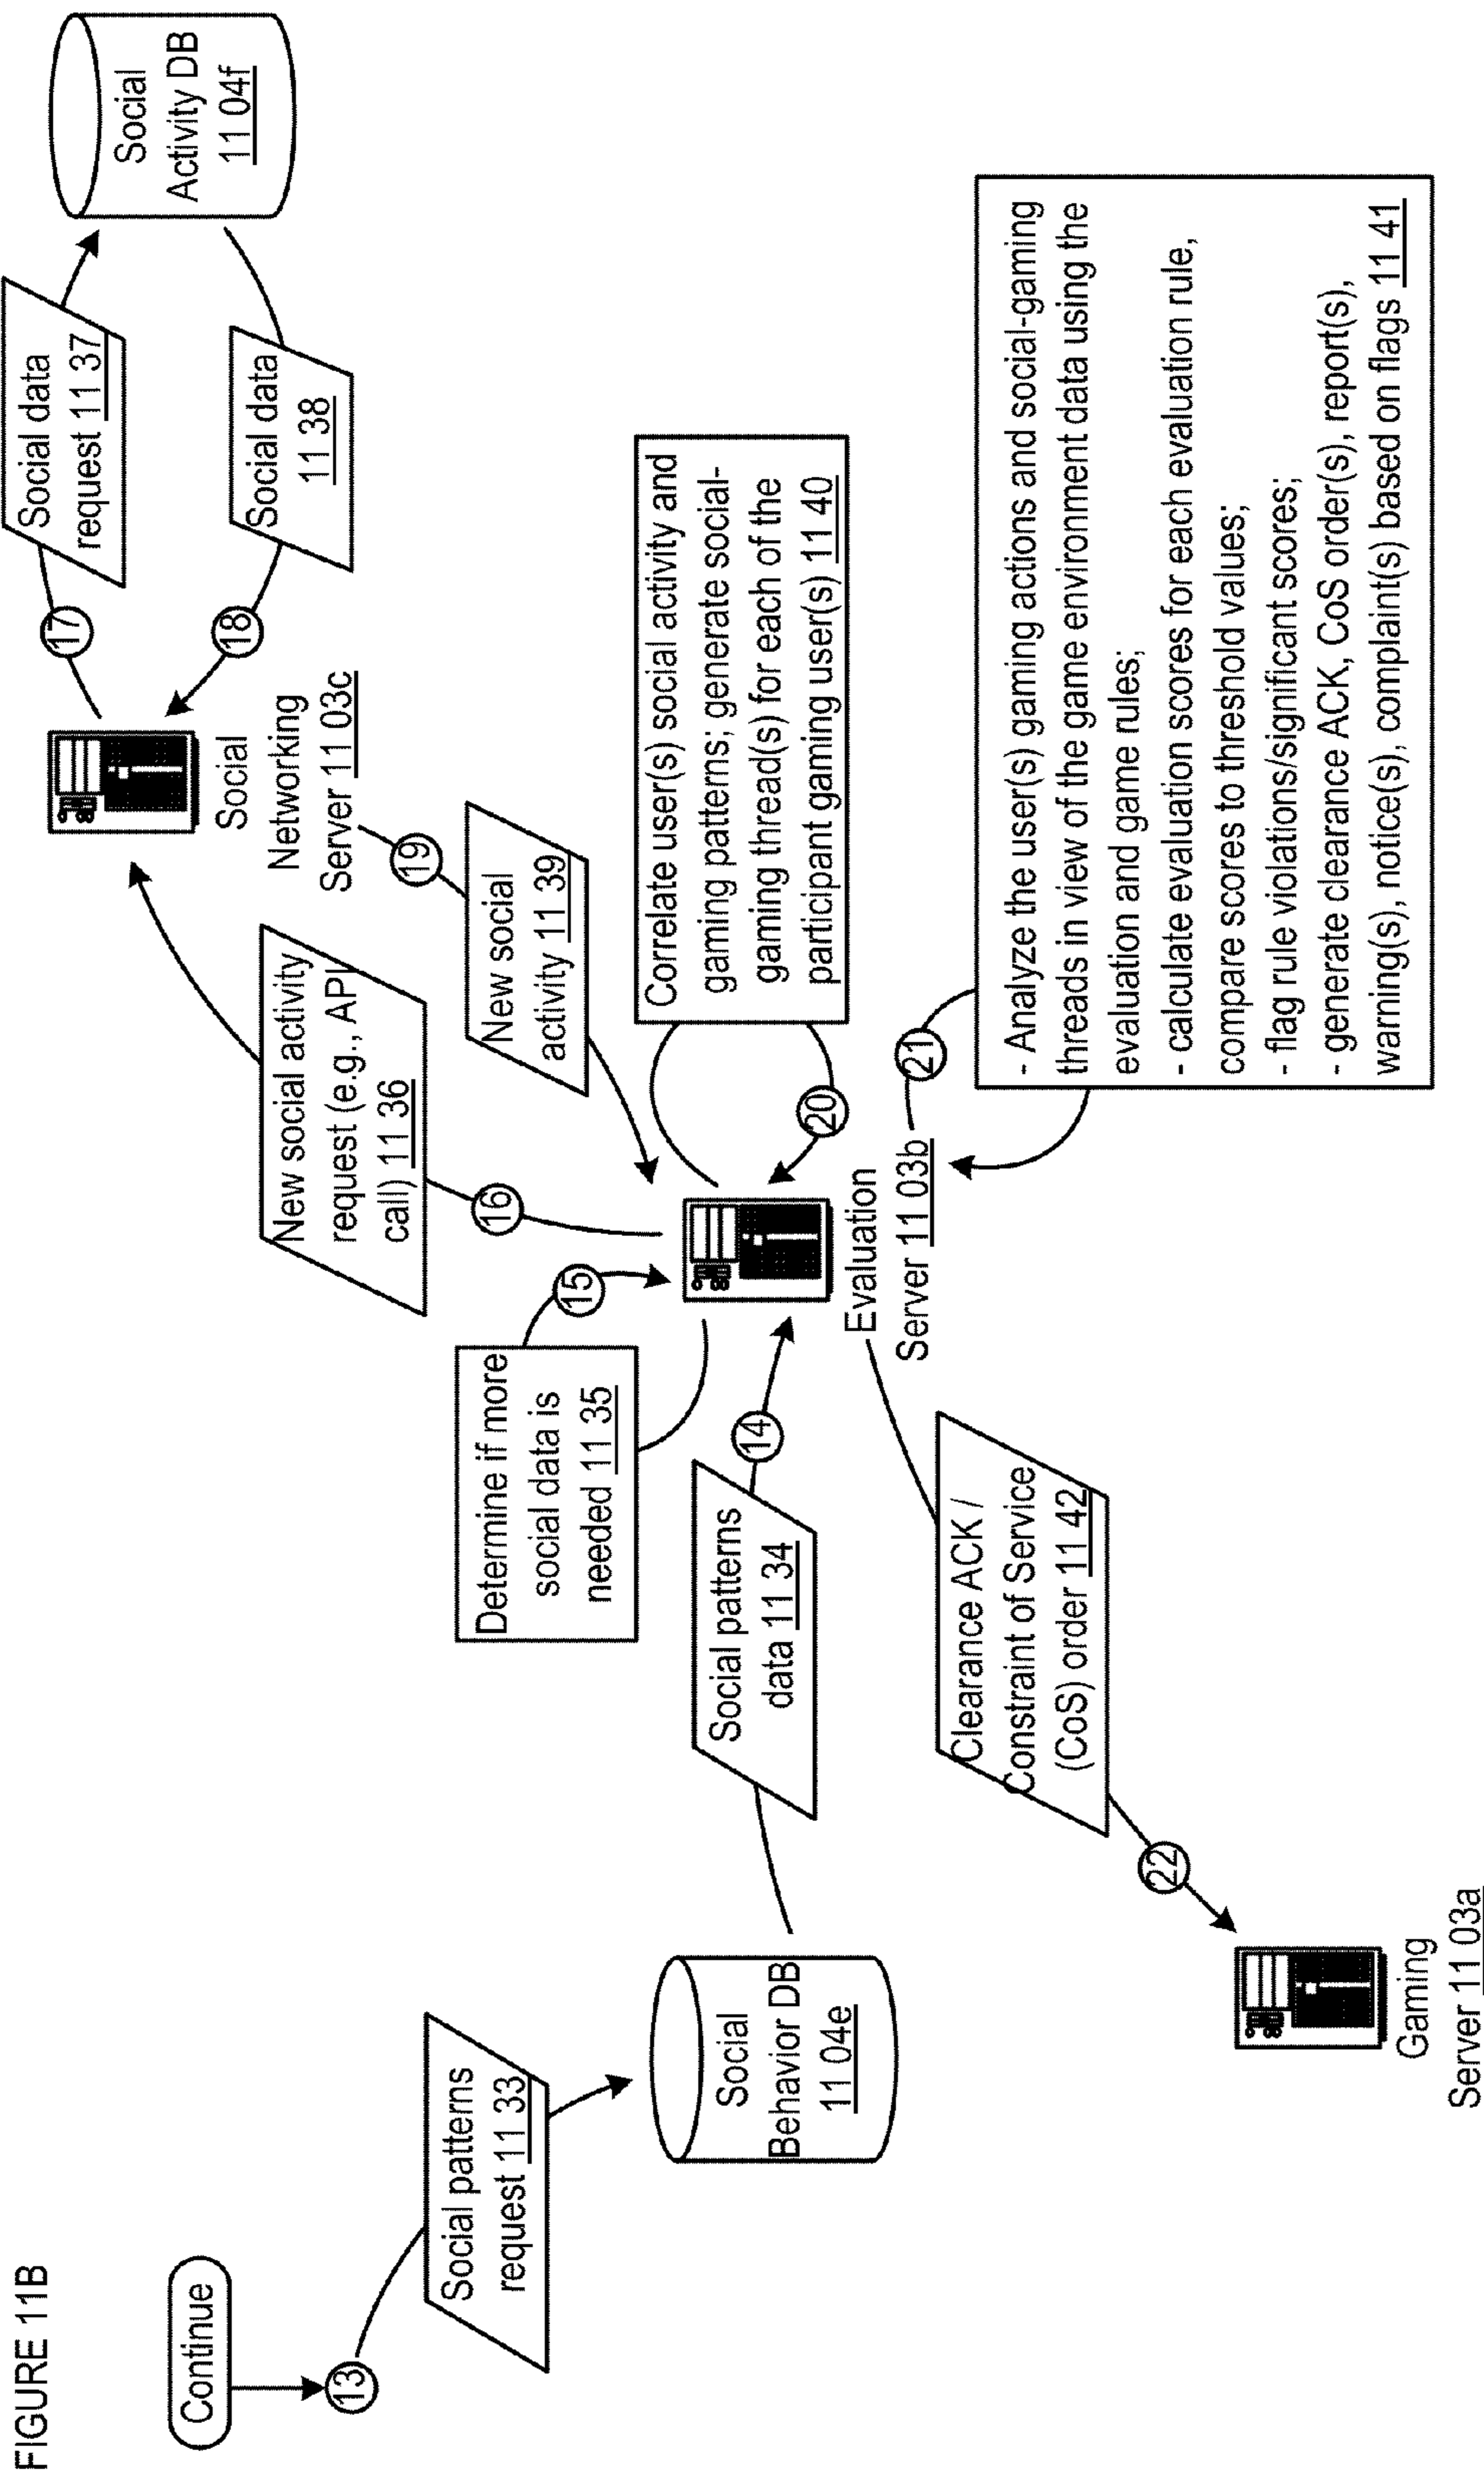 FIGURE 11B
Continue
13
Social patterns
request 11 33
Social
Behavior DB
11 04e
Social patterns
data 11 34
14
Determine if more
social data is
needed 11 35
15
16
New social activity
request (e.g., API
call) 11 36
Social
Networking
Server 11 03c
17
Social data
request 11 37
Social
Activity DB
11 04f
Social data
11 38
18
19
New social
activity 11 39
Correlate user(s) social activity and
gaming patterns; generate social-
gaming thread(s) for each of the
participant gaming user(s) 11 40
20
Evaluation
Server 11 03b
21
- Analyze the user(s) gaming actions and social-gaming
threads in view of the game environment data using the
evaluation and game rules;
- calculate evaluation scores for each evaluation rule,
compare scores to threshold values;
- flag rule violations/significant scores;
- generate clearance ACK, CoS order(s), report(s),
warning(s), notice(s), complaint(s) based on flags 11 41
Clearance ACK /
Constraint of Service
(CoS) order 11 42
22
Gaming
Server 11 03a